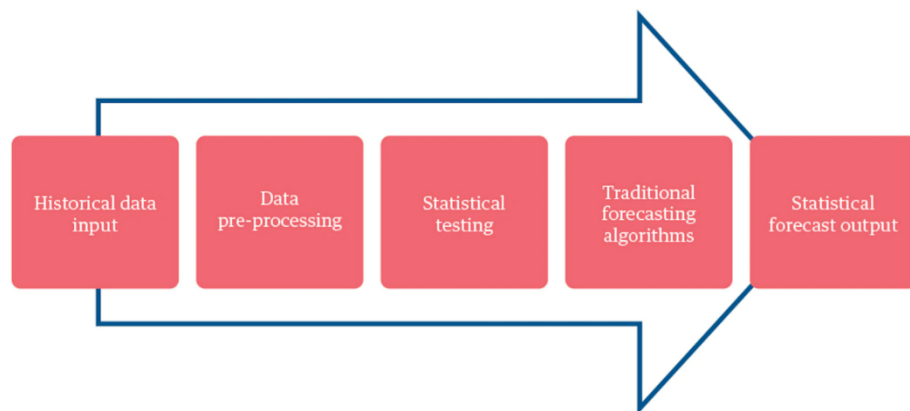 Historical data
input
Data
pre-processing
Statistical
testing
Traditional
forecasting
algorithms
Statistical
forecast output